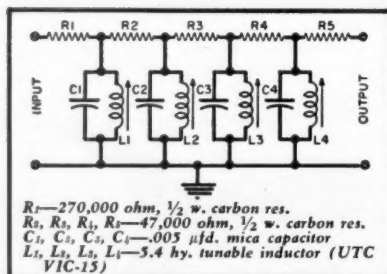 R1 R2 R3 R4 R5
INPUT
C1 C2 C3 C4
L1 L2 L3 L4
OUTPUT
R₁—270,000 ohm, ½ w. carbon res.
R₂, R₃, R₄, R₅—47,000 ohm, ½ w. carbon res.
C₁, C₂, C₃, C₄—.005 μfd. mica capacitor
L₁, L₂, L₃, L₄—5.4 hy. tunable inductor (UTC
VIC-15)